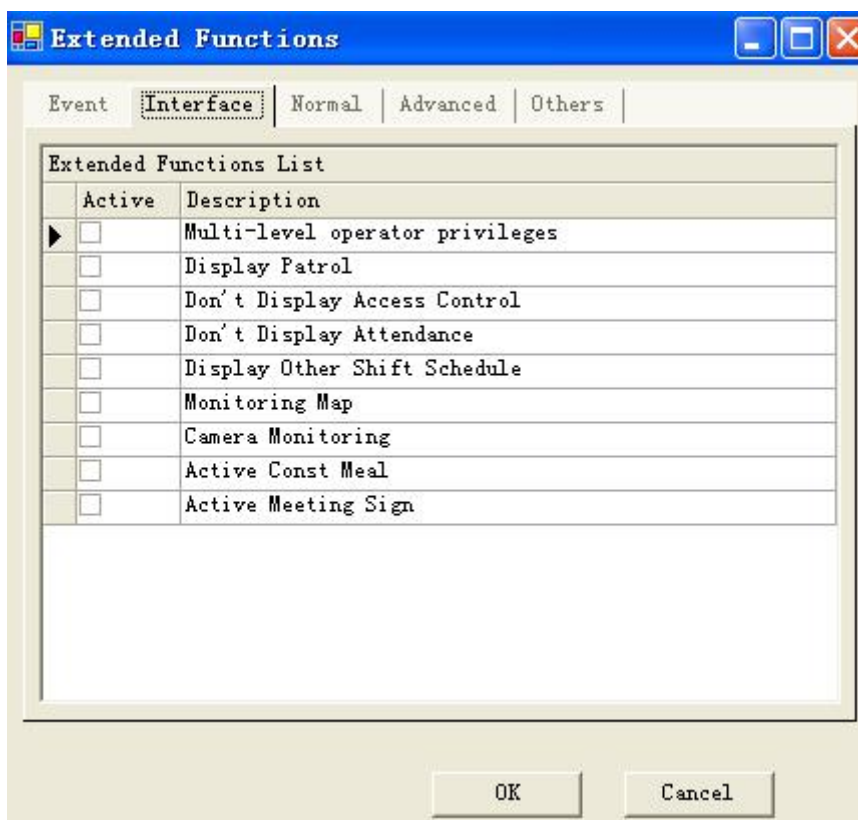 Extended Functions
Event Interface Normal Advanced Others
Extended Functions List
Active Description
Multi-level operator privileges
Display Patrol
Don't Display Access Control
Don't Display Attendance
Display Other Shift Schedule
Monitoring Map
Camera Monitoring
Active Const Meal
Active Meeting Sign
OK Cancel